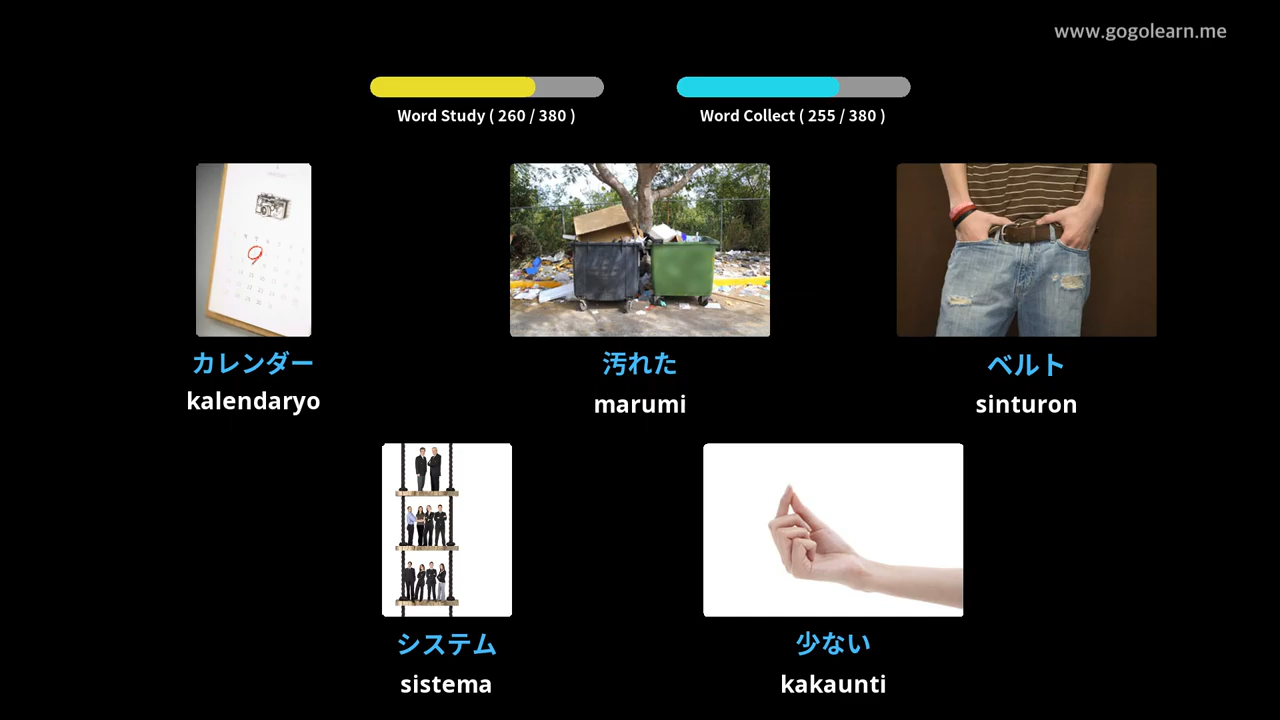 www.gogolearn.me
Word Study ( 260 / 380 )
Word Collect ( 255 / 380 )
カレンダー
kalendaryo
汚れた
marumi
ベルト
sinturon
システム
sistema
少ない
kakaunti